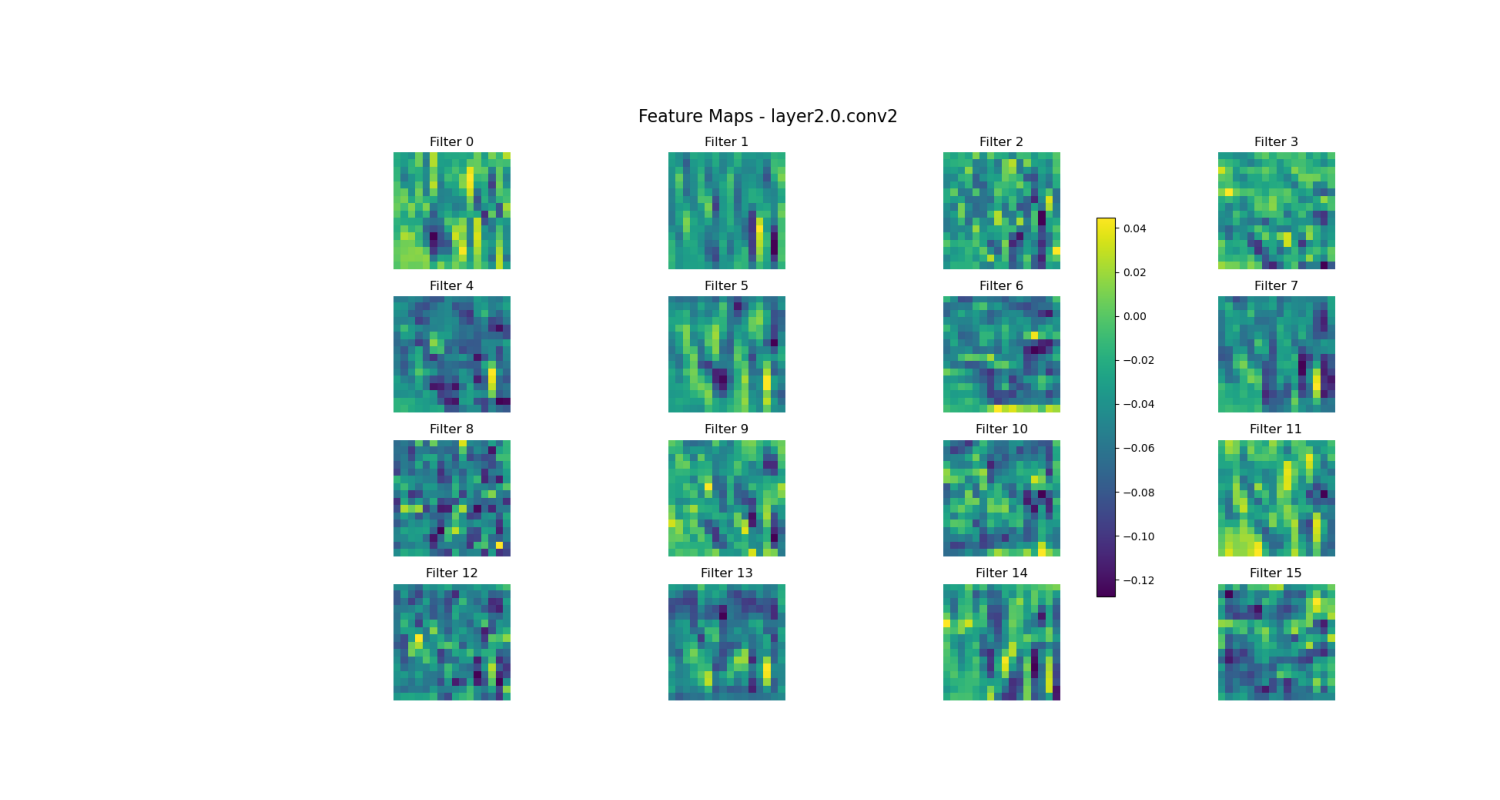 Feature Maps - layer2.0.conv2
Filter 0
Filter 1
Filter 2
Filter 3
Filter 4
Filter 5
Filter 6
Filter 7
Filter 8
Filter 9
Filter 10
Filter 11
Filter 12
Filter 13
Filter 14
Filter 15
0.04
0.02
0.00
−0.02
−0.04
−0.06
−0.08
−0.10
−0.12